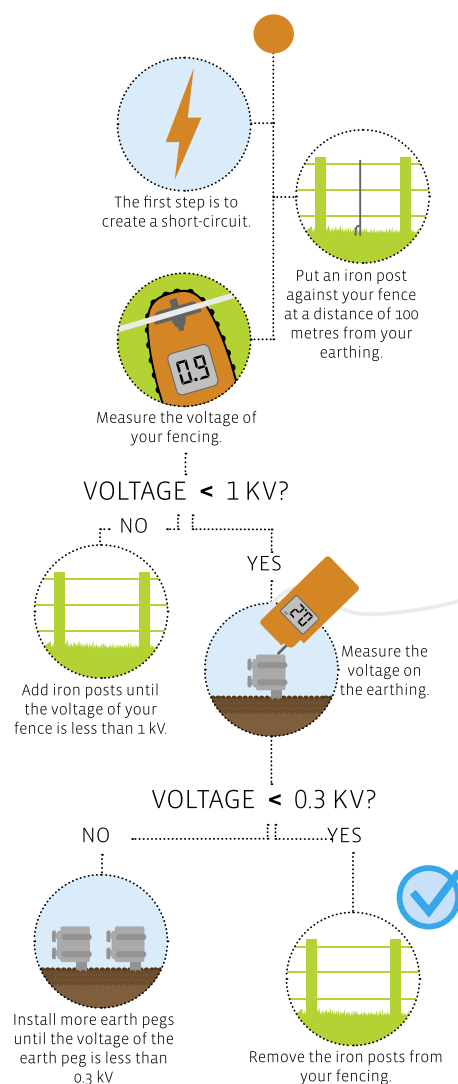 The first step is to
create a short-circuit.
Put an iron post
against your fence
at a distance of 100
metres from your
earthing.
0.9
Measure the voltage of
your fencing.
VOLTAGE < 1 KV?
NO
YES
Add iron posts until
the voltage of your
fence is less than 1 kV.
Measure the
voltage on
the earthing.
VOLTAGE < 0.3 KV?
NO
YES
Install more earth pegs
until the voltage of the
earth peg is less than
0.3 kV
Remove the iron posts from
your fencing.